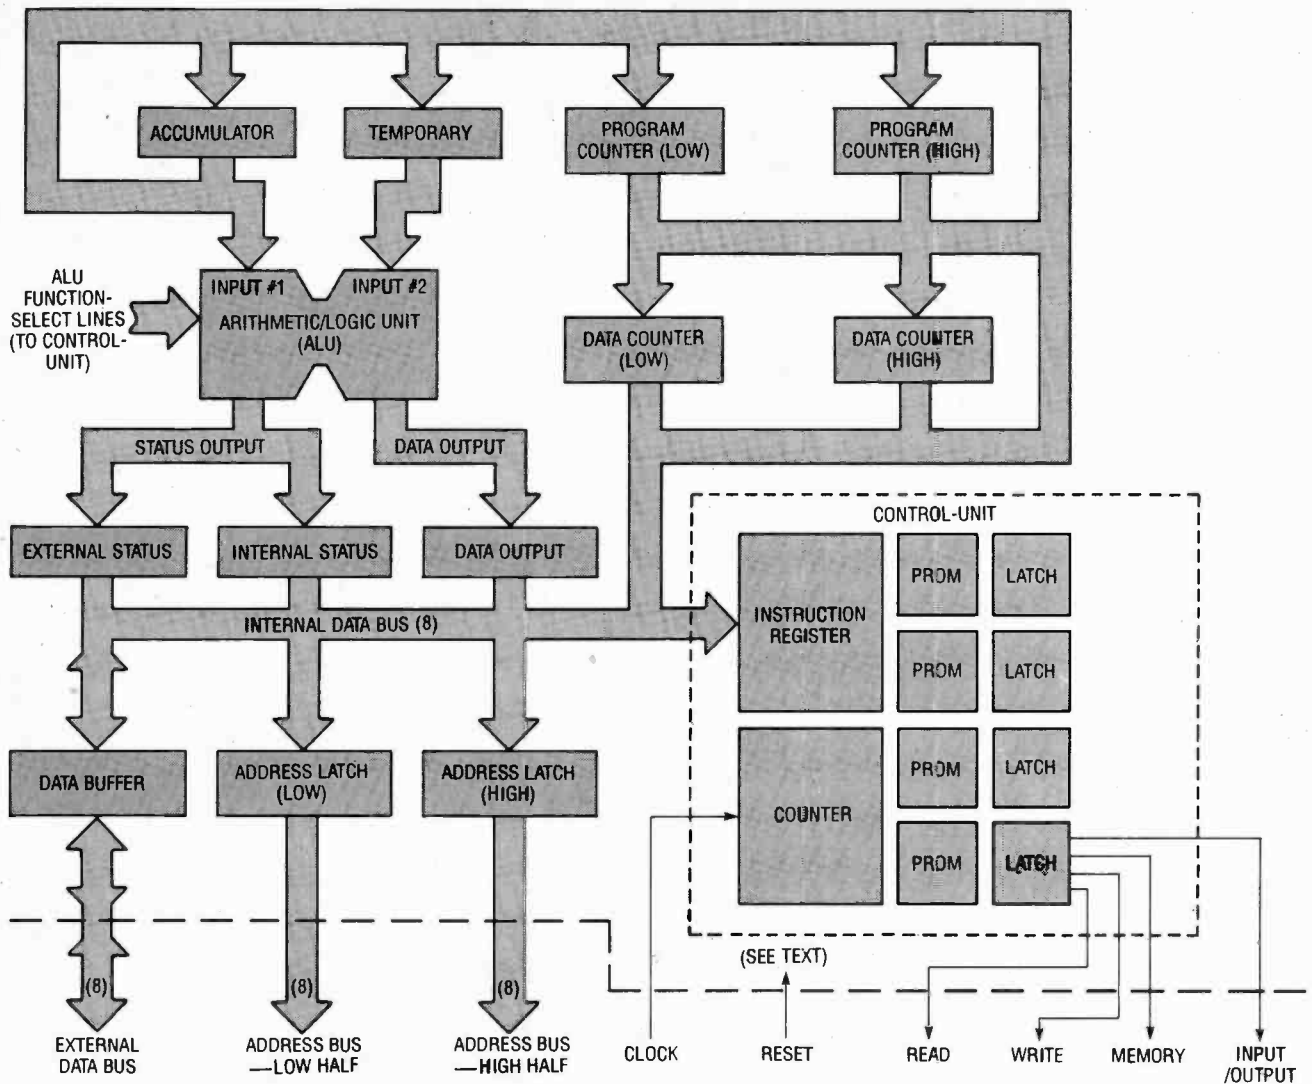 ACCUMULATOR
TEMPORARY
PROGRAM
COUNTER (LOW)
PROGRAM
COUNTER (HIGH)
ALU
FUNCTION-
SELECT LINES
(TO CONTROL-
UNIT)
INPUT #1
INPUT #2
ARITHMETIC/LOGIC UNIT
(ALU)
DATA COUNTER
(LOW)
DATA COUNTER
(HIGH)
STATUS OUTPUT
DATA OUTPUT
EXTERNAL STATUS
INTERNAL STATUS
DATA OUTPUT
CONTROL-UNIT
INSTRUCTION
REGISTER
PROM
LATCH
PROM
LATCH
INTERNAL DATA BUS (8)
DATA BUFFER
ADDRESS LATCH
(LOW)
ADDRESS LATCH
(HIGH)
COUNTER
PROM
LATCH
PROM
LATCH
(SEE TEXT)
(8)
(8)
(8)
EXTERNAL
DATA BUS
ADDRESS BUS
—LOW HALF
ADDRESS BUS
—HIGH HALF
CLOCK
RESET
READ
WRITE
MEMORY
INPUT
/OUTPUT